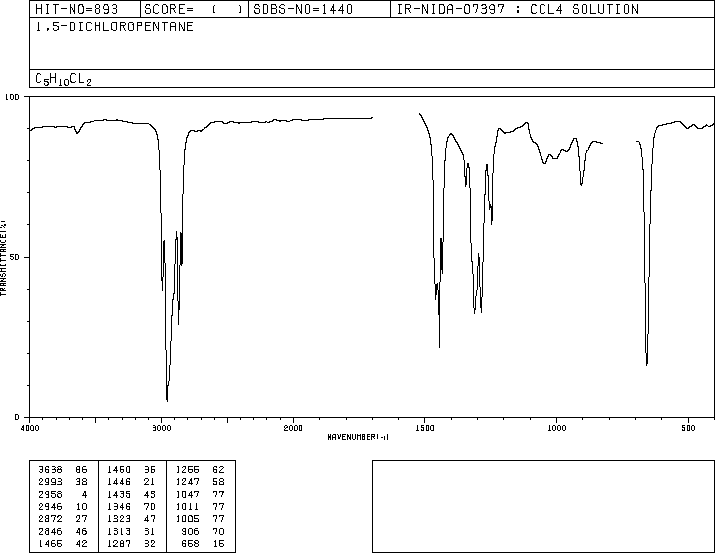 HIT-NO=893 SCORE= ( ) SDBS-NO=1440 IR-NIDA-07397 : CCL4 SOLUTION
1,5-DICHLOROPENTANE
C5H10CL2
100
50
0
TRANSMITTANCE(%)
4000 3000 2000 1500 1000 500
WAVENUMBER(-1)
3638 86 1460 36 1266 62
2993 38 1446 21 1247 58
2958 4 1435 43 1047 77
2946 10 1346 70 1011 77
2872 27 1323 47 1005 77
2846 46 1313 31 906 70
1465 42 1287 32 658 15